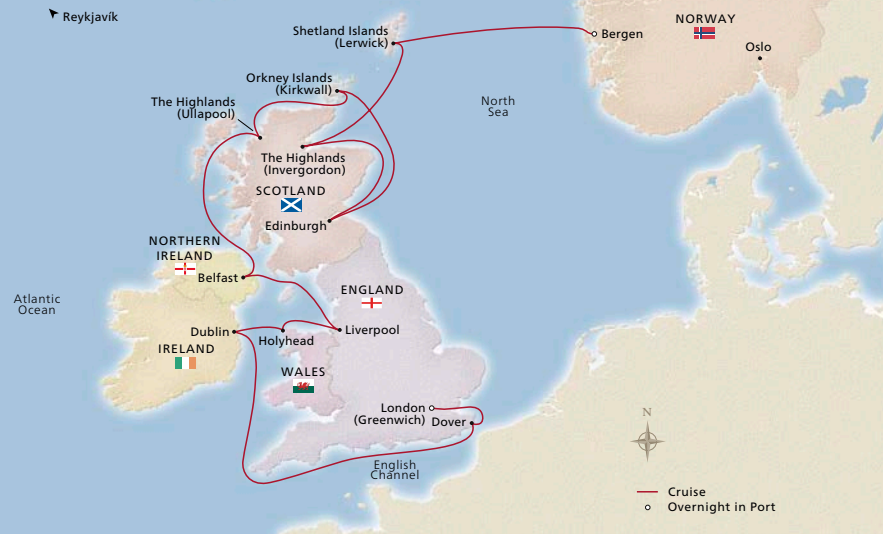 Reykjavík
NORWAY
Shetland Islands
(Lerwick)
Bergen
Oslo
Orkney Islands
(Kirkwall)
The Highlands
(Ullapool)
North
Sea
The Highlands
(Invergordon)
SCOTLAND
Edinburgh
NORTHERN
IRELAND
Belfast
ENGLAND
Atlantic
Ocean
Dublin
Holyhead
Liverpool
IRELAND
WALES
London
(Greenwich)
Dover
N
English
Channel
Cruise
Overnight in Port